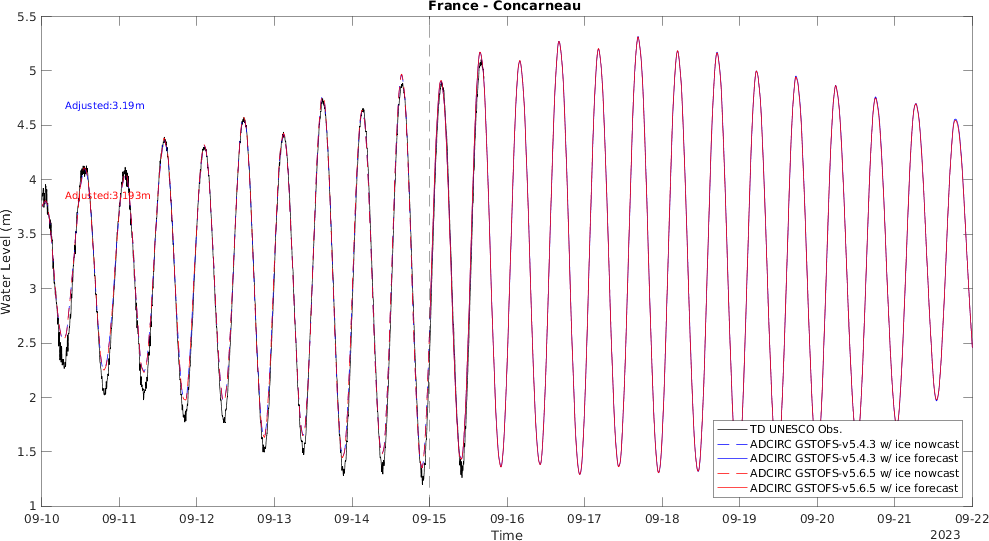 France - Concarneau
Water Level (m)
5.5
5
4.5
4
3.5
3
2.5
2
1.5
1
Adjusted:3.19m
Adjusted:3.193m
TD UNESCO Obs.
ADCIRC GSTOFS-v5.4.3 w/ ice nowcast
ADCIRC GSTOFS-v5.4.3 w/ ice forecast
ADCIRC GSTOFS-v5.6.5 w/ ice nowcast
ADCIRC GSTOFS-v5.6.5 w/ ice forecast
09-10 09-11 09-12 09-13 09-14 09-15 09-16 09-17 09-18 09-19 09-20 09-21 09-22
Time
2023